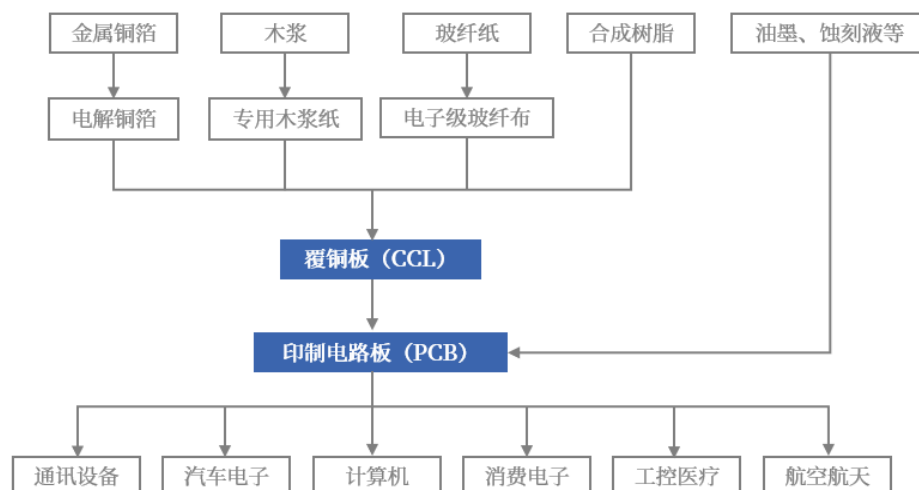 金属铜箔
木浆
玻纤纸
合成树脂
油墨、蚀刻液等
电解铜箔
专用木浆纸
电子级玻纤布
覆铜板（CCL）
印制电路板（PCB）
通讯设备
汽车电子
计算机
消费电子
工控医疗
航空航天